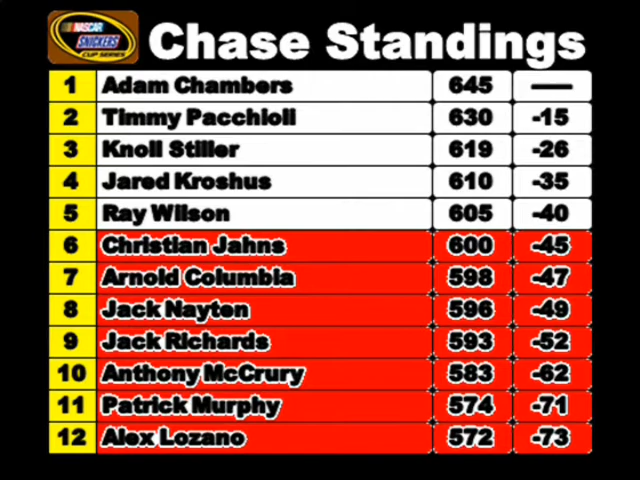 NASCAR
SNICKERS
CUP SERIES
Chase Standings
1 Adam Chambers 645 —
2 Timmy Pacchioli 630 -15
3 Knoll Stiller 619 -26
4 Jared Kroshus 610 -35
5 Ray Wilson 605 -40
6 Christian Jahns 600 -45
7 Arnold Columbia 598 -47
8 Jack Nayten 596 -49
9 Jack Richards 593 -52
10 Anthony McCrury 583 -62
11 Patrick Murphy 574 -71
12 Alex Lozano 572 -73